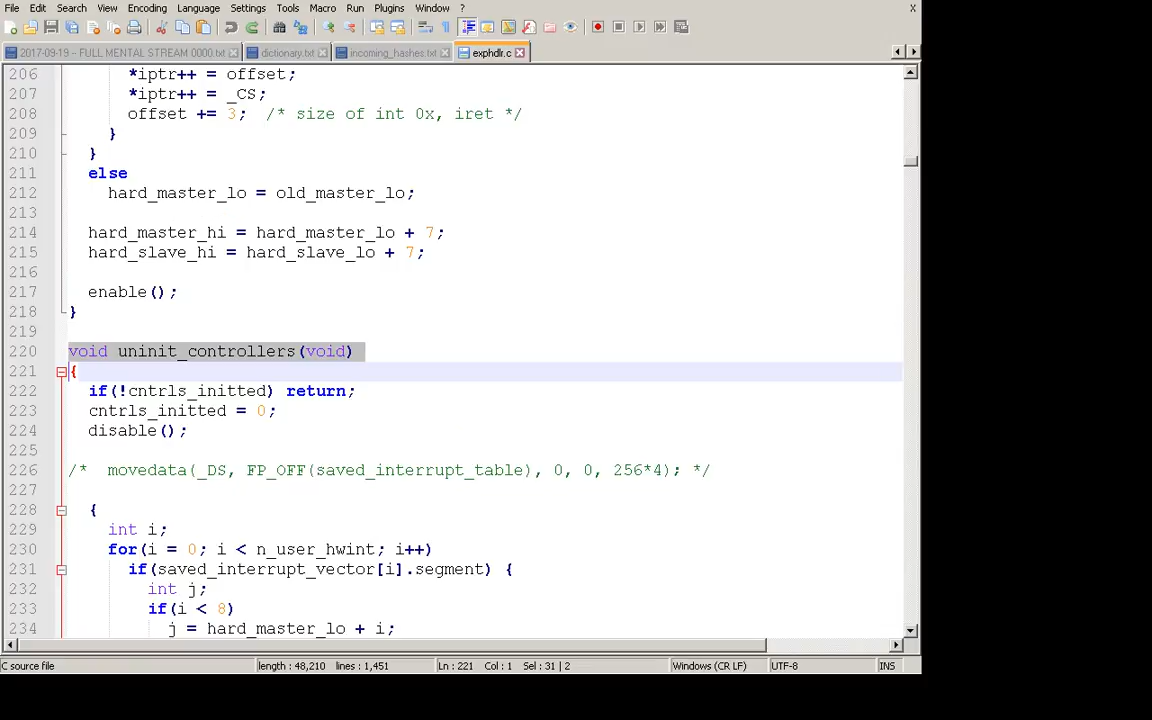 File Edit Search View Encoding Language Settings Tools Macro Run Plugins Window ? X
2017-09-19 – FULL MENTAL STREAM 0000.txt dictionary.txt incoming_hashes.txt exphdlr.c
206 *iptr++ = offset;
207 *iptr++ = _CS;
208 offset += 3; /* size of int 0x, iret */
209 }
210 }
211 else
212 hard_master_lo = old_master_lo;
213
214 hard_master_hi = hard_master_lo + 7;
215 hard_slave_hi = hard_slave_lo + 7;
216
217 enable();
218 }
219
220 void uninit_controllers(void)
221 {
222 if(!cntrls_initted) return;
223 cntrls_initted = 0;
224 disable();
225
226 /* movedata(_DS, FP_OFF(saved_interrupt_table), 0, 0, 256*4); */
227
228 {
229 int i;
230 for(i = 0; i < n_user_hwint; i++)
231 if(saved_interrupt_vector[i].segment) {
232 int j;
233 if(i < 8)
234 j = hard_master_lo + i;
C source file length : 48,210 lines : 1,451 Ln : 221 Col : 1 Sel : 31 | 2 Windows (CR LF) UTF-8 INS